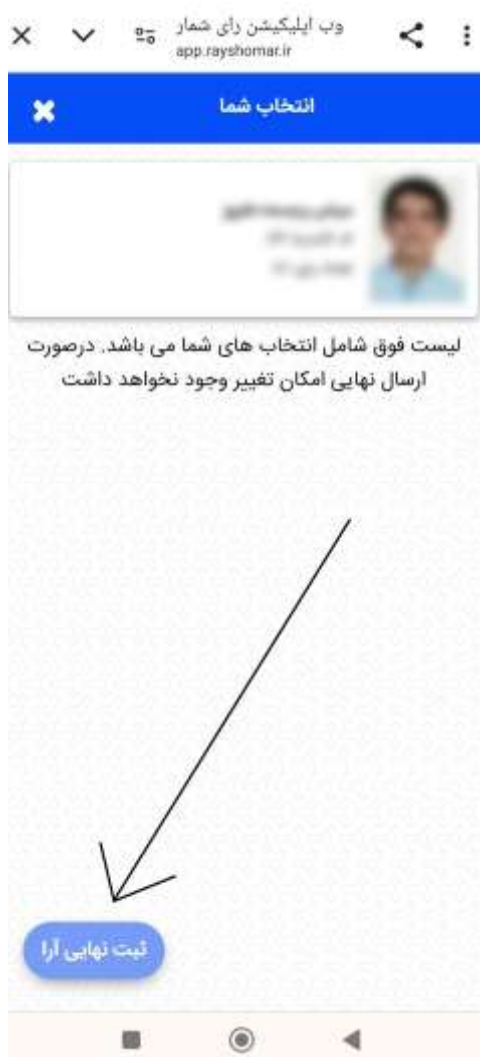 وب اپلیکیشن رای شمار
app.rayshomar.ir
انتخاب شما
لیست فوق شامل انتخاب های شما می باشد. درصورت
ارسال نهایی امکان تغییر وجود نخواهد داشت
ثبت نهایی آرا